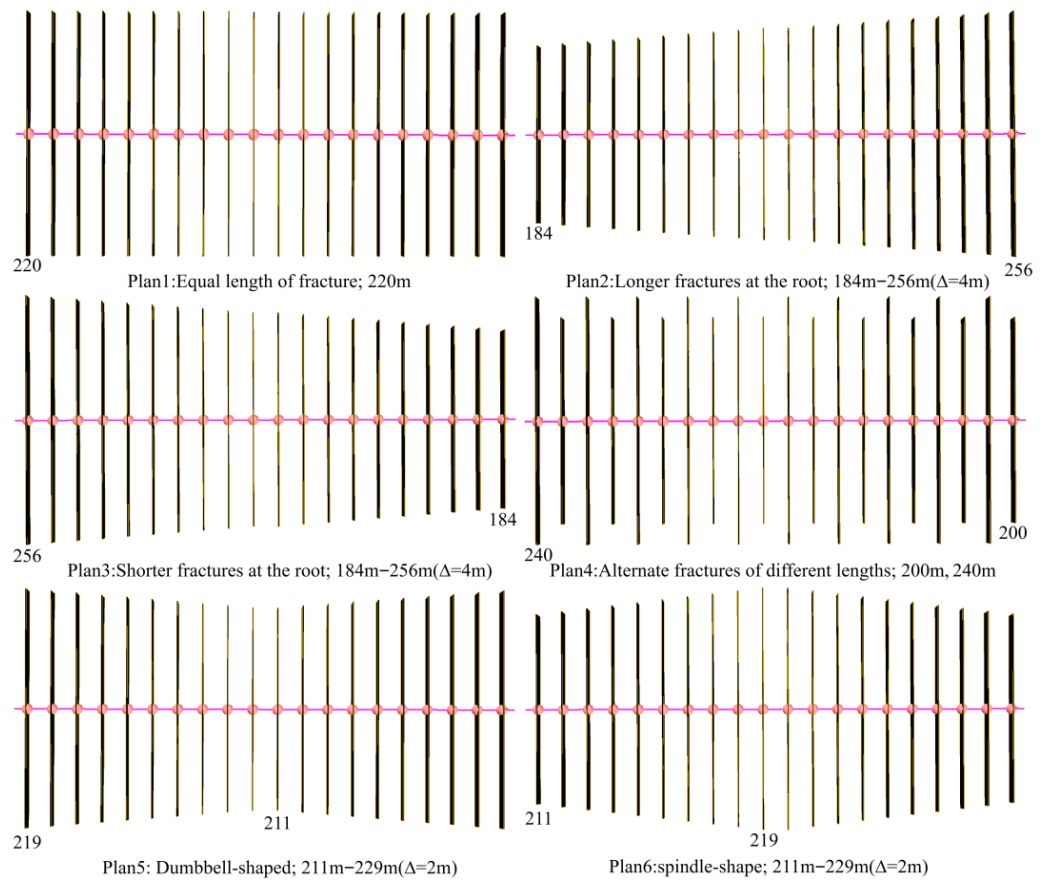 220
Plan1:Equal length of fracture; 220m
184
256
Plan2:Longer fractures at the root; 184m−256m(Δ=4m)
256
184
Plan3:Shorter fractures at the root; 184m−256m(Δ=4m)
240
200
Plan4:Alternate fractures of different lengths; 200m, 240m
219
211
Plan5: Dumbbell-shaped; 211m−229m(Δ=2m)
211
219
Plan6:spindle-shape; 211m−229m(Δ=2m)